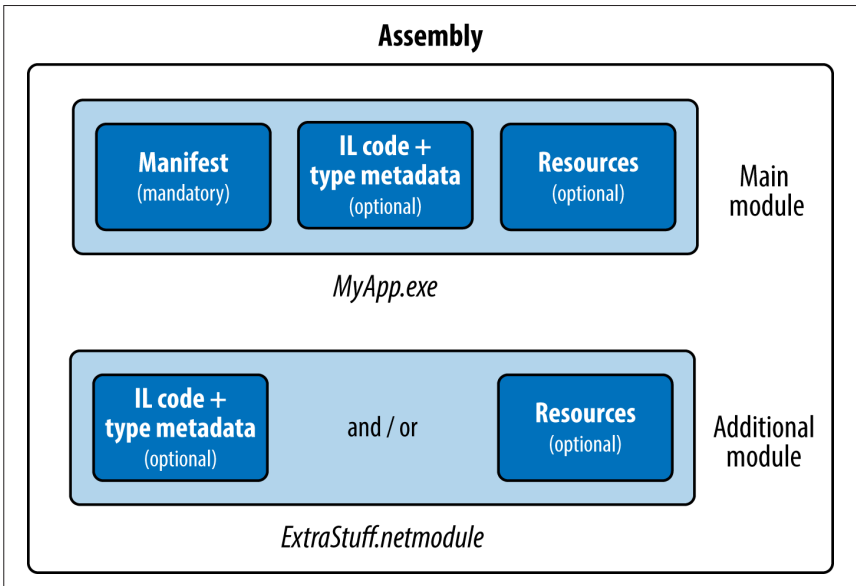 Assembly
Manifest
(mandatory)
IL code +
type metadata
(optional)
Resources
(optional)
Main
module
MyApp.exe
IL code +
type metadata
(optional)
and / or
Resources
(optional)
Additional
module
ExtraStuff.netmodule